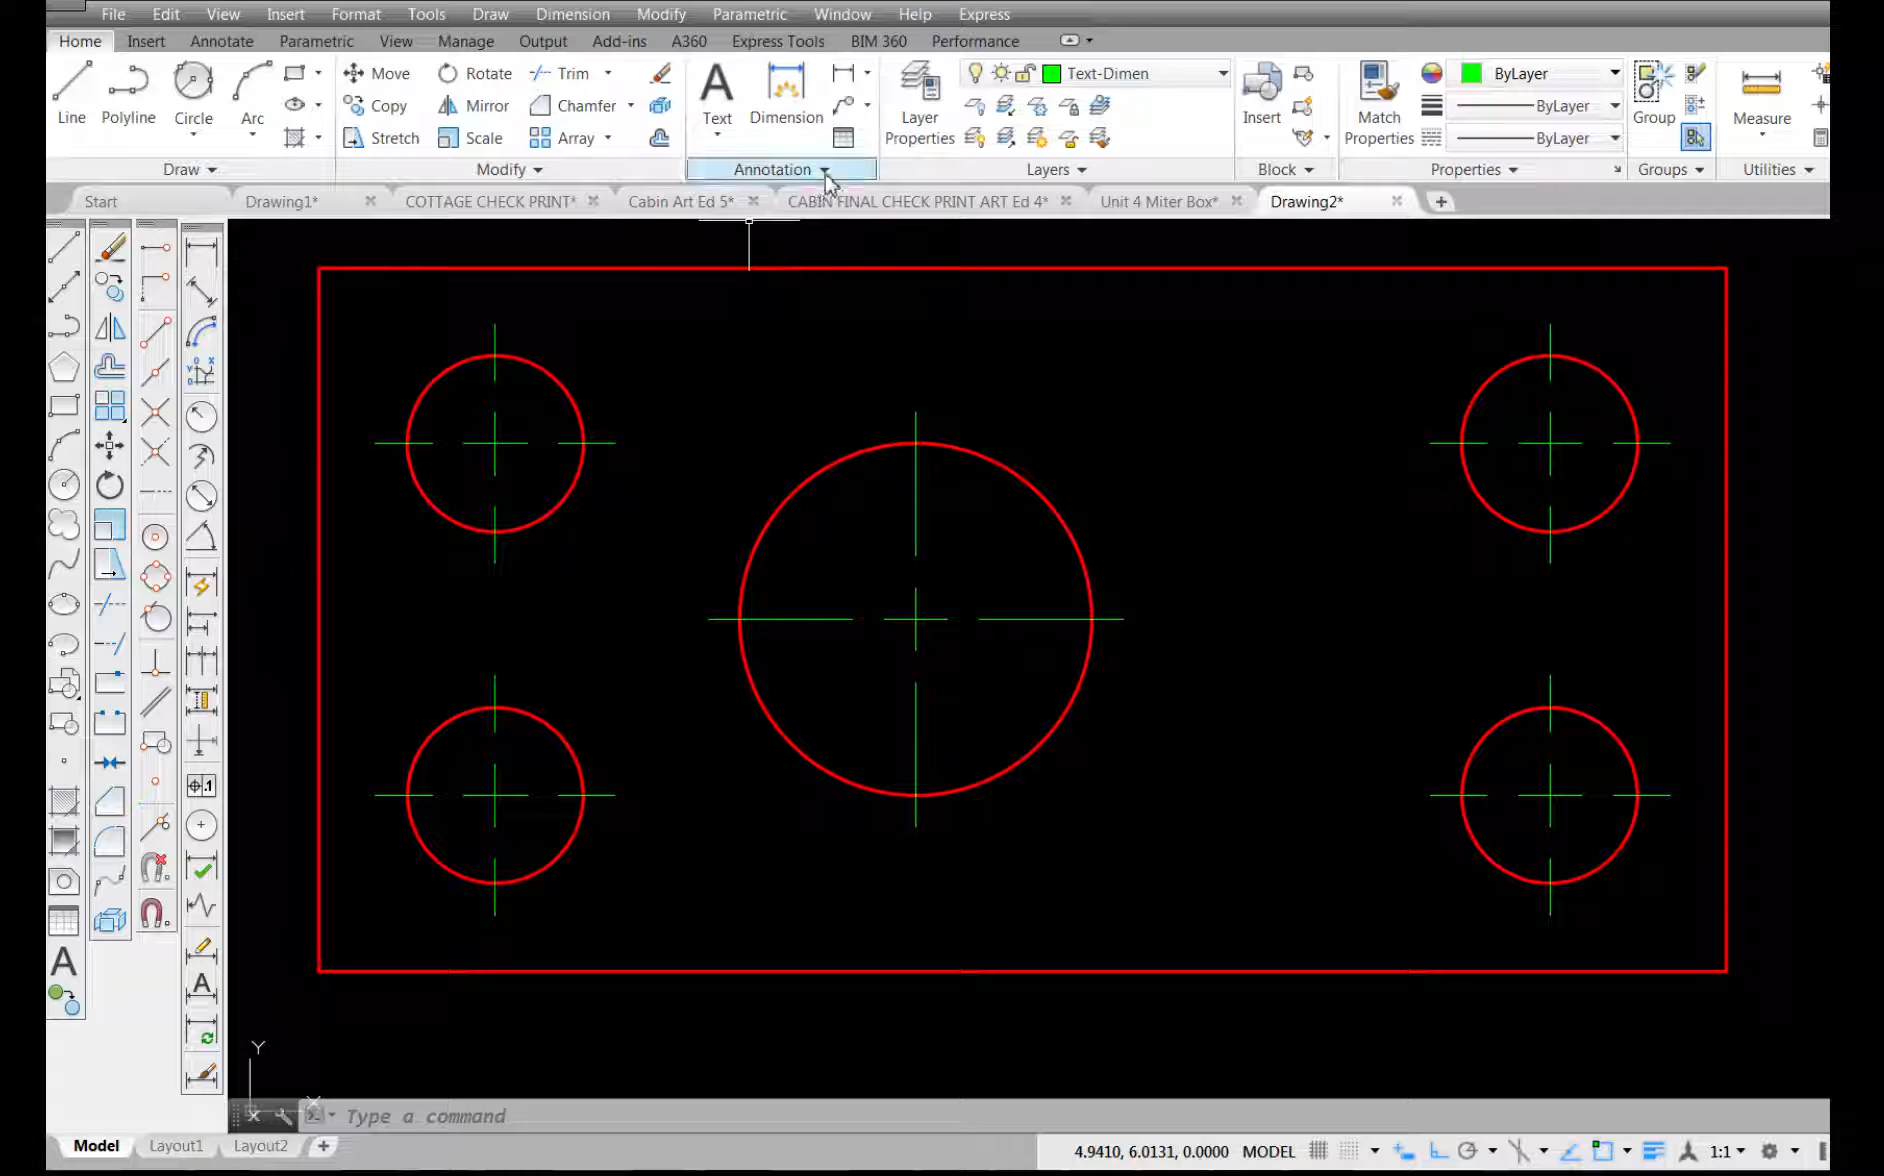 File Edit View Insert Format Tools Draw Dimension Modify Parametric Window Help Express
Home Insert Annotate Parametric View Manage Output Add-ins A360 Express Tools BIM 360 Performance
Line Polyline Circle Arc
Move Rotate Trim
Copy Mirror Chamfer
Stretch Scale Array
A
Text Dimension
Layer Properties
Text-Dimen
Insert
Match Properties
ByLayer
ByLayer
ByLayer
Group
Measure
Draw Modify Annotation Layers Block Properties Groups Utilities
Start Drawing1* COTTAGE CHECK PRINT* Cabin Art Ed 5* CABIN FINAL CHECK PRINT ART Ed 4* Unit 4 Miter Box* Drawing2*
.1
A
A
Y
X
Type a command
Model Layout1 Layout2
4.9410, 6.0131, 0.0000 MODEL 1:1